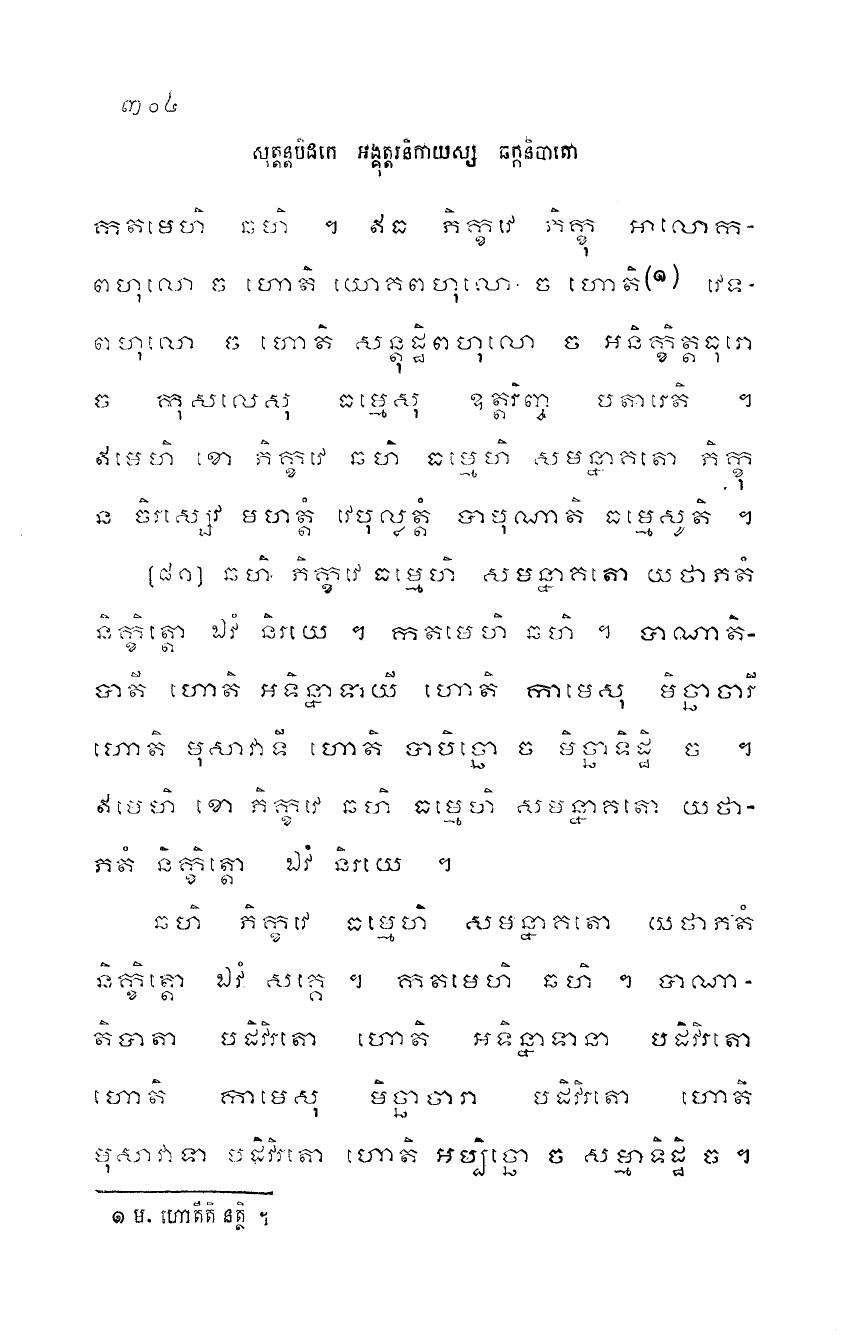 ៣០៤
សុត្តន្តបិដកេ អង្គុត្តរនិកាយស្ស ឆក្កនិបាតោ
កតមេហិ ឆហិ ។ ឥធ ភិក្ខវេ ភិក្ខុ អាលោក-
ពហុលោ ច ហោតិ យោគពហុលោ ច ហោតិ(១) វេទ-
ពហុលោ ច ហោតិ សន្តុដ្ឋិពហុលោ ច អនិក្ខិត្តធុរោ
ច កុសលេសុ ធម្មេសុ ឧត្តរិញ្ច បតារេតិ ។
ឥមេហិ ខោ ភិក្ខវេ ឆហិ ធម្មេហិ សមន្នាគតោ ភិក្ខុ
ន ចិរស្សេវ មហត្តំ វេបុល្លត្តំ បាបុណាតិ ធម្មេសូតិ ។
[៨១] ឆហិ ភិក្ខវេ ធម្មេហិ សមន្នាគតោ យថាភតំ
និក្ខិត្តោ ឯវំ និរយេ ។ កតមេហិ ឆហិ ។ បាណាតិ-
បាតី ហោតិ អទិន្នាទាយី ហោតិ កាមេសុ មិច្ឆាចារី
ហោតិ មុសាវាទី ហោតិ បាបិច្ឆោ ច មិច្ឆាទិដ្ឋិ ច ។
ឥមេហិ ខោ ភិក្ខវេ ឆហិ ធម្មេហិ សមន្នាគតោ យថា-
ភតំ និក្ខិត្តោ ឯវំ និរយេ ។
ឆហិ ភិក្ខវេ ធម្មេហិ សមន្នាគតោ យថាភតំ
និក្ខិត្តោ ឯវំ សគ្គេ ។ កតមេហិ ឆហិ ។ បាណា-
តិបាតា បដិវិរតោ ហោតិ អទិន្នាទានា បដិវិរតោ
ហោតិ កាមេសុ មិច្ឆាចារា បដិវិរតោ ហោតិ
មុសាវាទា បដិវិរតោ ហោតិ អប្បិច្ឆោ ច សម្មាទិដ្ឋិ ច ។
១ ម. ហោតីតិ នត្ថិ ។